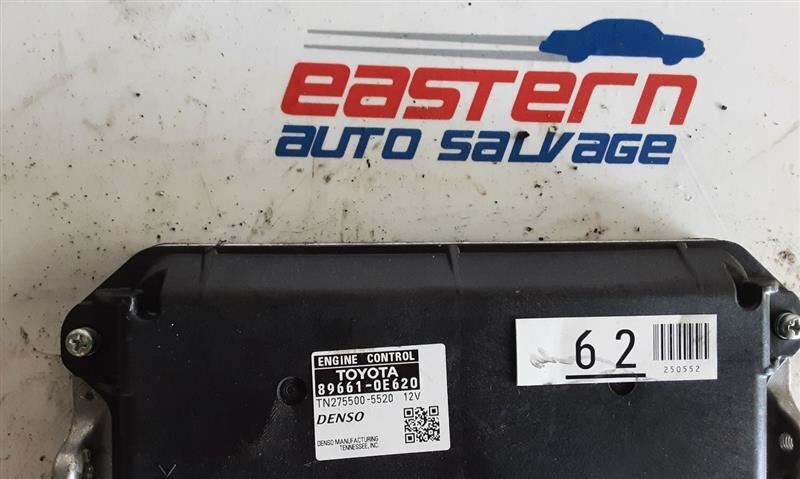 eastern
auto salvage
ENGINE CONTROL
TOYOTA
89661-0E620
TN275500-5520 12V
DENSO
DENSO MANUFACTURING
TENNESSEE, INC.
62
250552